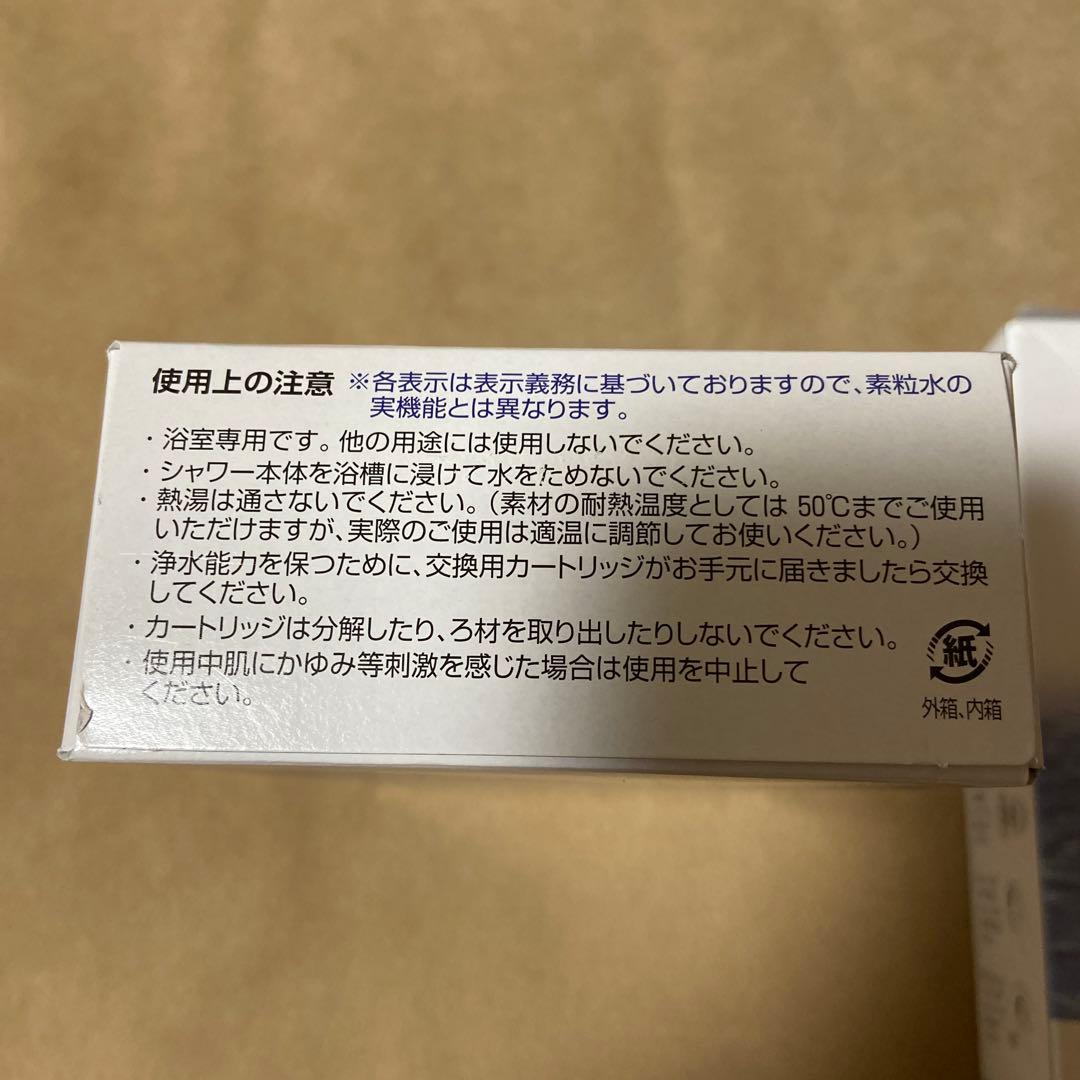 使用上の注意 ※各表示は表示義務に基づいておりますので、素粒水の
実機能とは異なります。
・浴室専用です。他の用途には使用しないでください。
・シャワー本体を浴槽に浸けて水をためないでください。
・熱湯は通さないでください。(素材の耐熱温度としては 50℃までご使用
いただけますが、実際のご使用は適温に調節してお使いください。)
・浄水能力を保つために、交換用カートリッジがお手元に届きましたら交換
してください。
・カートリッジは分解したり、ろ材を取り出したりしないでください。
・使用中肌にかゆみ等刺激を感じた場合は使用を中止して
ください。
紙
外箱、内箱